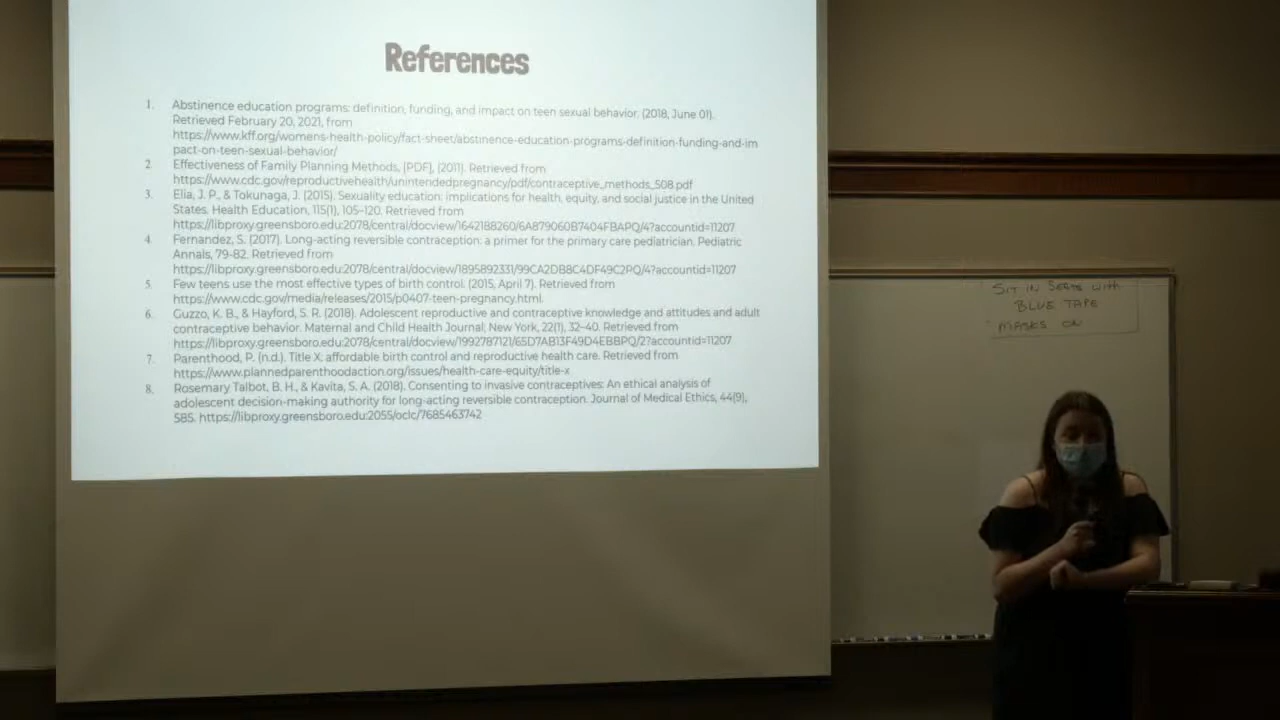 References
1. Abstinence education programs: definition, funding, and impact on teen sexual behavior. (2018, June 01).
Retrieved February 20, 2021, from
https://www.kff.org/womens-health-policy/fact-sheet/abstinence-education-programs-definition-funding-and-im
pact-on-teen-sexual-behavior/
2. Effectiveness of Family Planning Methods, [PDF], (2011). Retrieved from
https://www.cdc.gov/reproductivehealth/unintendedpregnancy/pdf/contraceptive_methods_508.pdf
3. Elia, J. P., & Tokunaga, J. (2015). Sexuality education: implications for health, equity, and social justice in the United
States. Health Education, 115(1), 105-120. Retrieved from
https://libproxy.greensboro.edu:2078/central/docview/1642188260/6A879060B7404FBAPQ/4?accountid=11207
4. Fernandez, S. (2017). Long-acting reversible contraception: a primer for the primary care pediatrician. Pediatric
Annals, 79-82. Retrieved from
https://libproxy.greensboro.edu:2078/central/docview/1895892331/99CA2DB8C4DF49C2PQ/4?accountid=11207
5. Few teens use the most effective types of birth control. (2015, April 7). Retrieved from
https://www.cdc.gov/media/releases/2015/p0407-teen-pregnancy.html.
6. Guzzo, K. B., & Hayford, S. R. (2018). Adolescent reproductive and contraceptive knowledge and attitudes and adult
contraceptive behavior. Maternal and Child Health Journal; New York, 22(1), 32-40. Retrieved from
https://libproxy.greensboro.edu:2078/central/docview/1992787121/65D7AB13F49D4EBBPQ/2?accountid=11207
7. Parenthood, P. (n.d.). Title X: affordable birth control and reproductive health care. Retrieved from
https://www.plannedparenthoodaction.org/issues/health-care-equity/title-x
8. Rosemary Talbot, B. H., & Kavita, S. A. (2018). Consenting to invasive contraceptives: An ethical analysis of
adolescent decision-making authority for long-acting reversible contraception. Journal of Medical Ethics, 44(9),
585. https://libproxy.greensboro.edu:2055/oclc/7685463742
SIT IN SEATS WITH
BLUE TAPE
MASKS ON